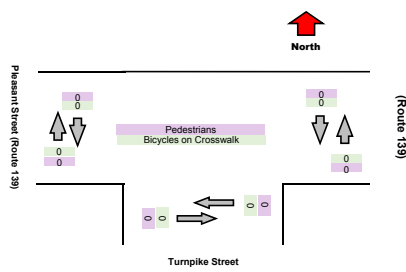 North
Pleasant Street (Route 139)
0
0
0
0
Pedestrians
Bicycles on Crosswalk
0
0
0
0
(Route 139)
0 0
0 0
Turnpike Street